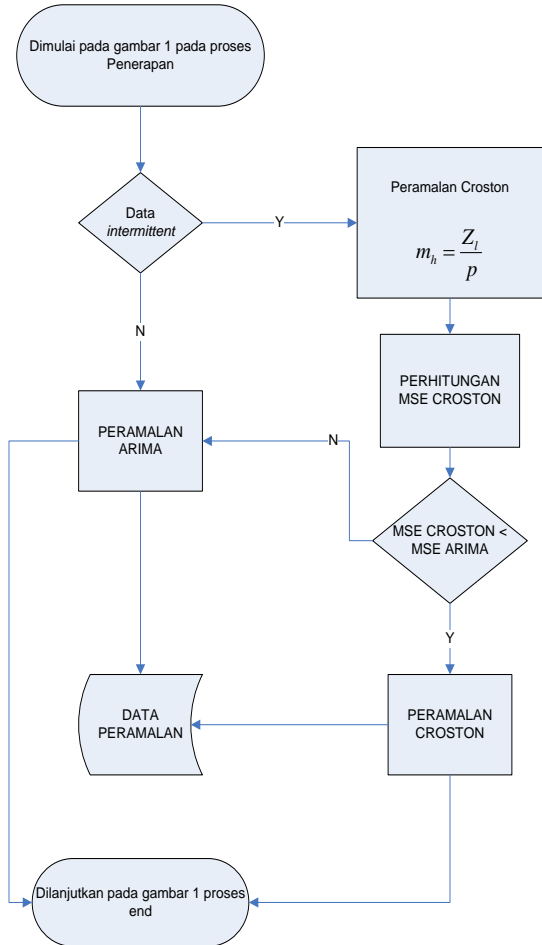 Dimulai pada gambar 1 pada proses
Penerapan
Data
intermittent
Y
Peramalan Croston
m_h = Z_l / p
N
PERHITUNGAN
MSE CROSTON
PERAMALAN
ARIMA
N
MSE CROSTON <
MSE ARIMA
Y
DATA
PERAMALAN
PERAMALAN
CROSTON
Dilanjutkan pada gambar 1 proses
end